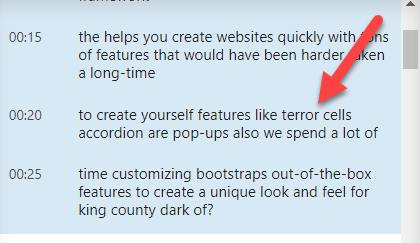 00:15 the helps you create websites quickly with tons
of features that would have been harder taken
a long-time
00:20 to create yourself features like terror cells
accordion are pop-ups also we spend a lot of
00:25 time customizing bootstraps out-of-the-box
features to create a unique look and feel for
king county dark of?